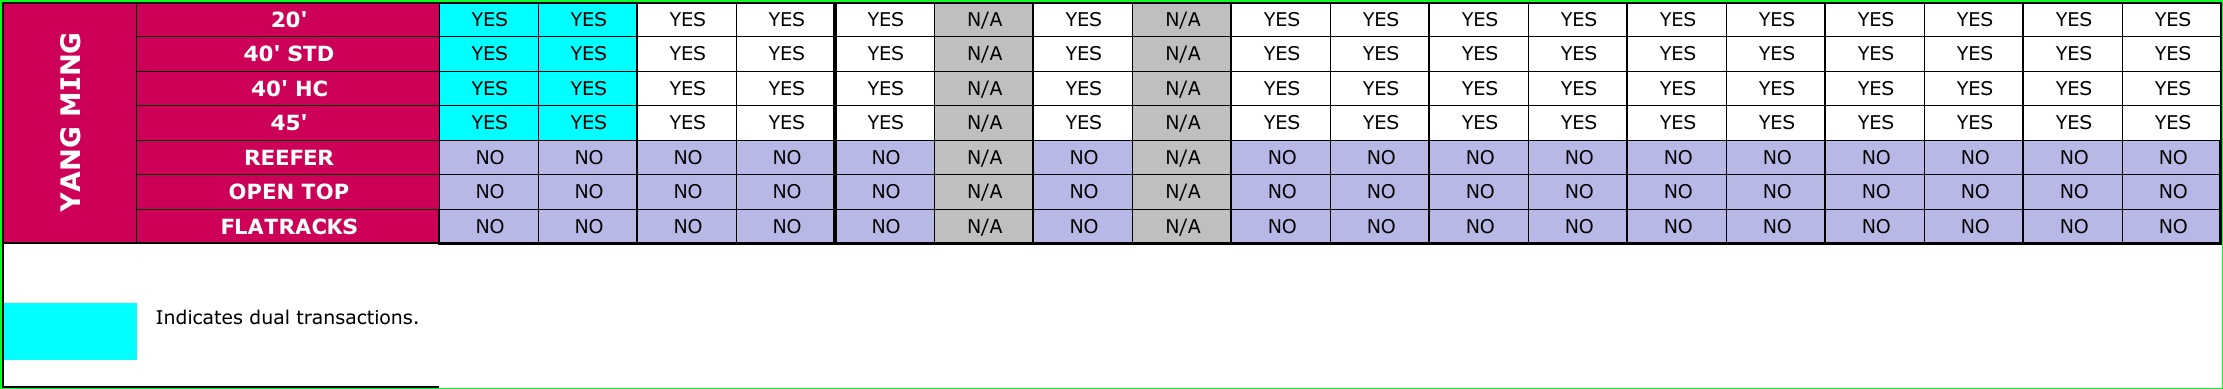 YANG MING
20' YES YES YES YES YES N/A YES N/A YES YES YES YES YES YES YES YES YES YES
40' STD YES YES YES YES YES N/A YES N/A YES YES YES YES YES YES YES YES YES YES
40' HC YES YES YES YES YES N/A YES N/A YES YES YES YES YES YES YES YES YES YES
45' YES YES YES YES YES N/A YES N/A YES YES YES YES YES YES YES YES YES YES
REEFER NO NO NO NO NO N/A NO N/A NO NO NO NO NO NO NO NO NO NO
OPEN TOP NO NO NO NO NO N/A NO N/A NO NO NO NO NO NO NO NO NO NO
FLATRACKS NO NO NO NO NO N/A NO N/A NO NO NO NO NO NO NO NO NO NO
Indicates dual transactions.